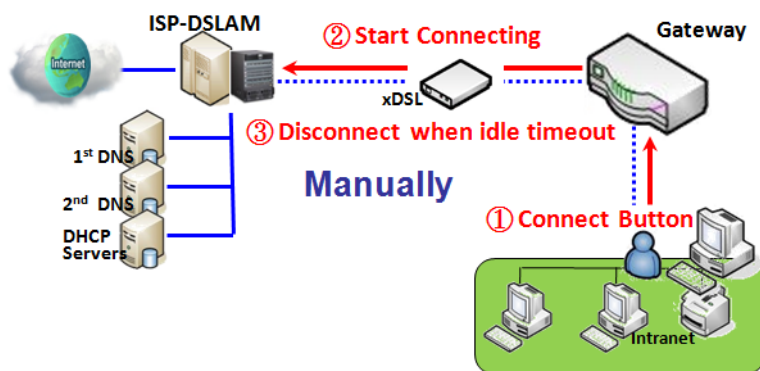 ISP-DSLAM
② Start Connecting
Gateway
Internet
xDSL
③ Disconnect when idle timeout
1st DNS
Manually
2nd DNS
① Connect Button
DHCP
Servers
Intranet